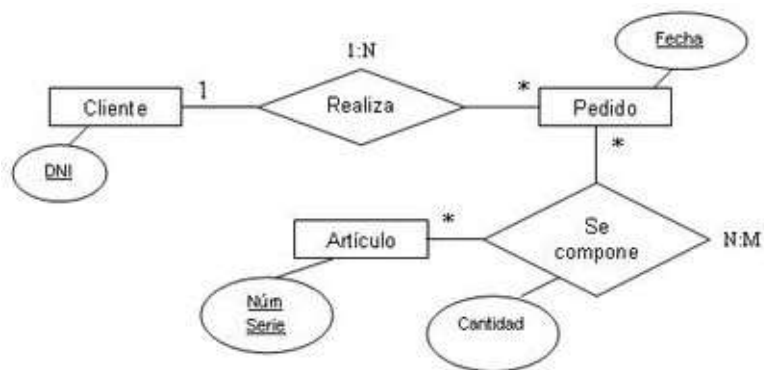 Fecha
1:N
Cliente
1
Realiza
*
Pedido
*
DNI
Artículo
*
Se
compone
N:M
Núm
Serie
Cantidad